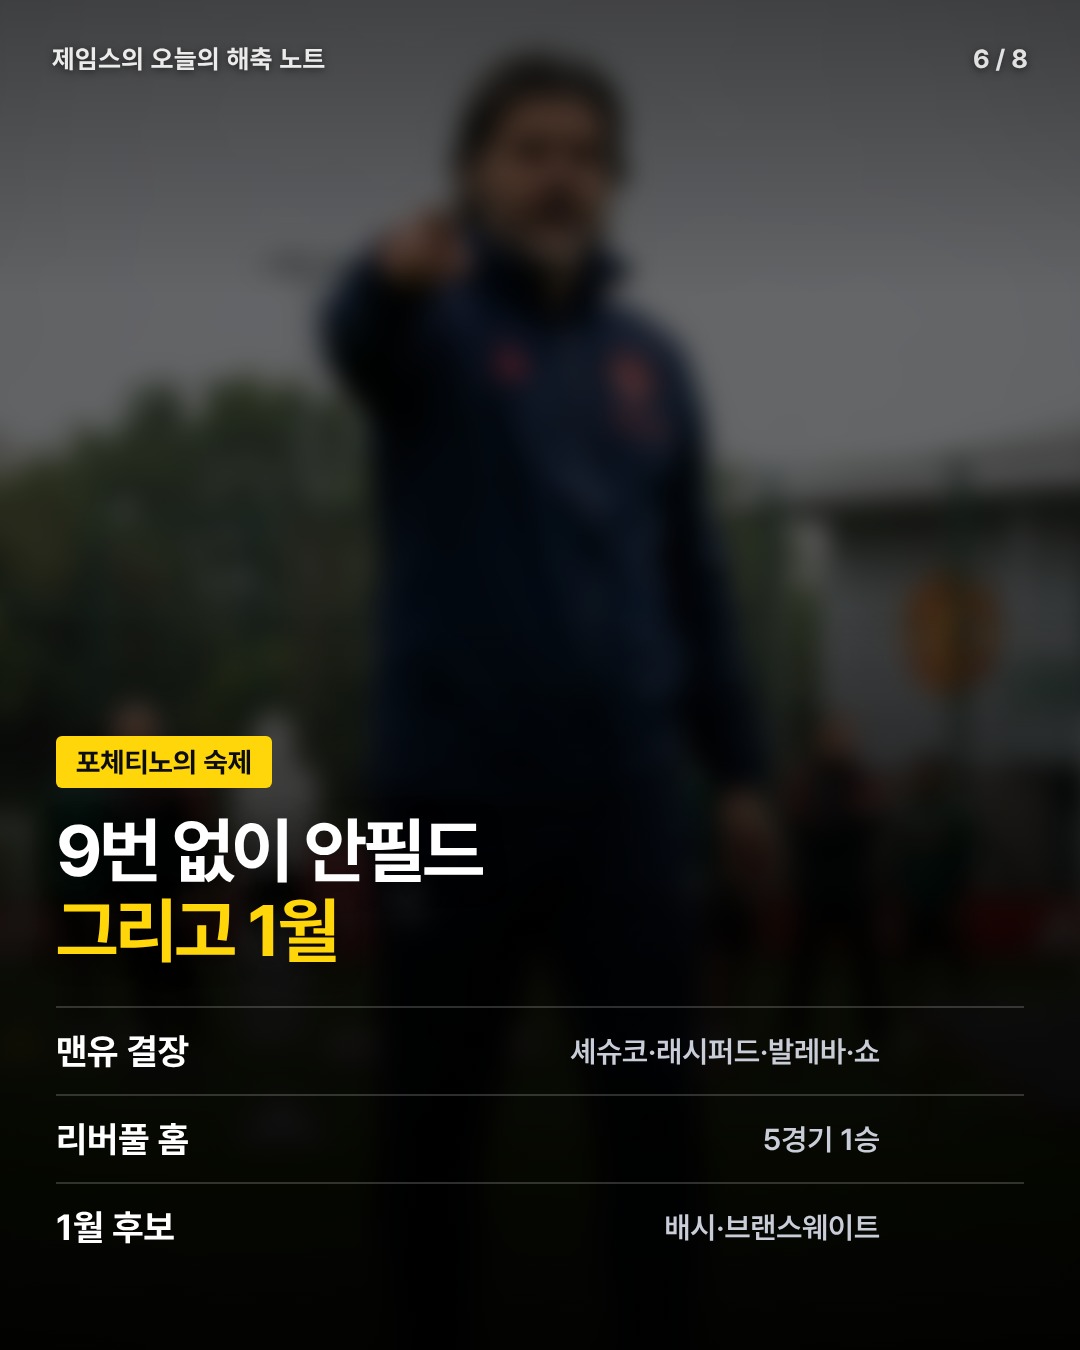 제임스의 오늘의 해축 노트
6 / 8
포체티노의 숙제
9번 없이 안필드
그리고 1월
맨유 결장 셰슈코·래시퍼드·발레바·쇼
리버풀 홈 5경기 1승
1월 후보 배시·브랜스웨이트